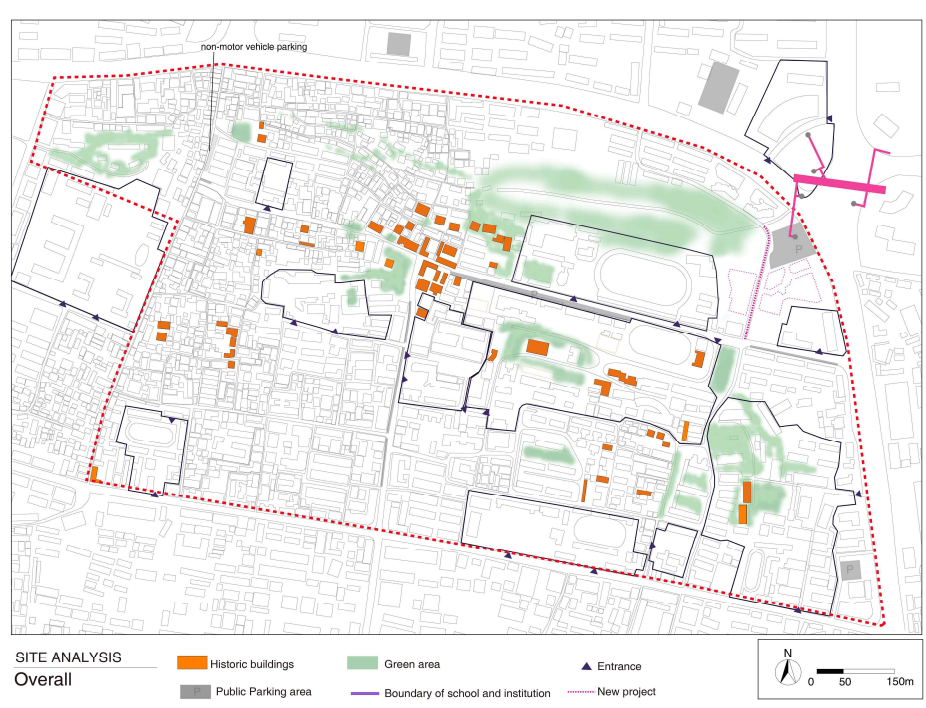 non-motor vehicle parking
P
P
P
SITE ANALYSIS
Overall
Historic buildings
Green area
Entrance
P
Public Parking area
Boundary of school and institution
New project
N
0 50 150m